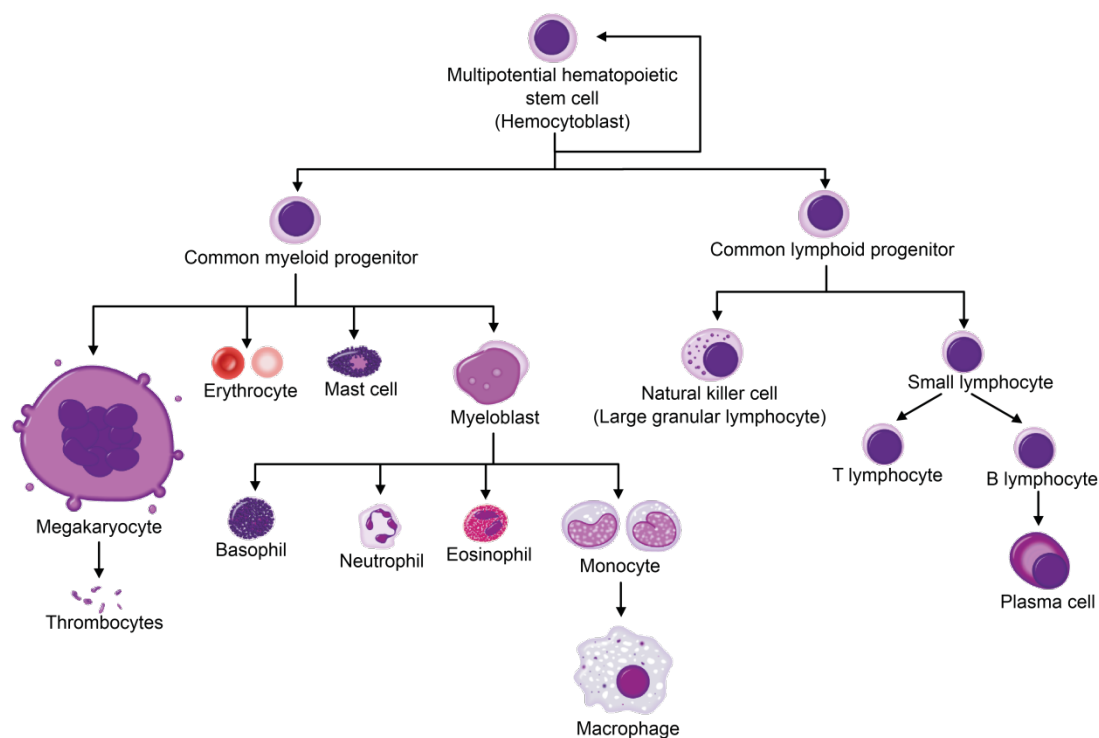 Multipotential hematopoietic
stem cell
(Hemocytoblast)
Common myeloid progenitor
Common lymphoid progenitor
Erythrocyte
Mast cell
Myeloblast
Natural killer cell
(Large granular lymphocyte)
Small lymphocyte
T lymphocyte
B lymphocyte
Megakaryocyte
Basophil
Neutrophil
Eosinophil
Monocyte
Plasma cell
Thrombocytes
Macrophage